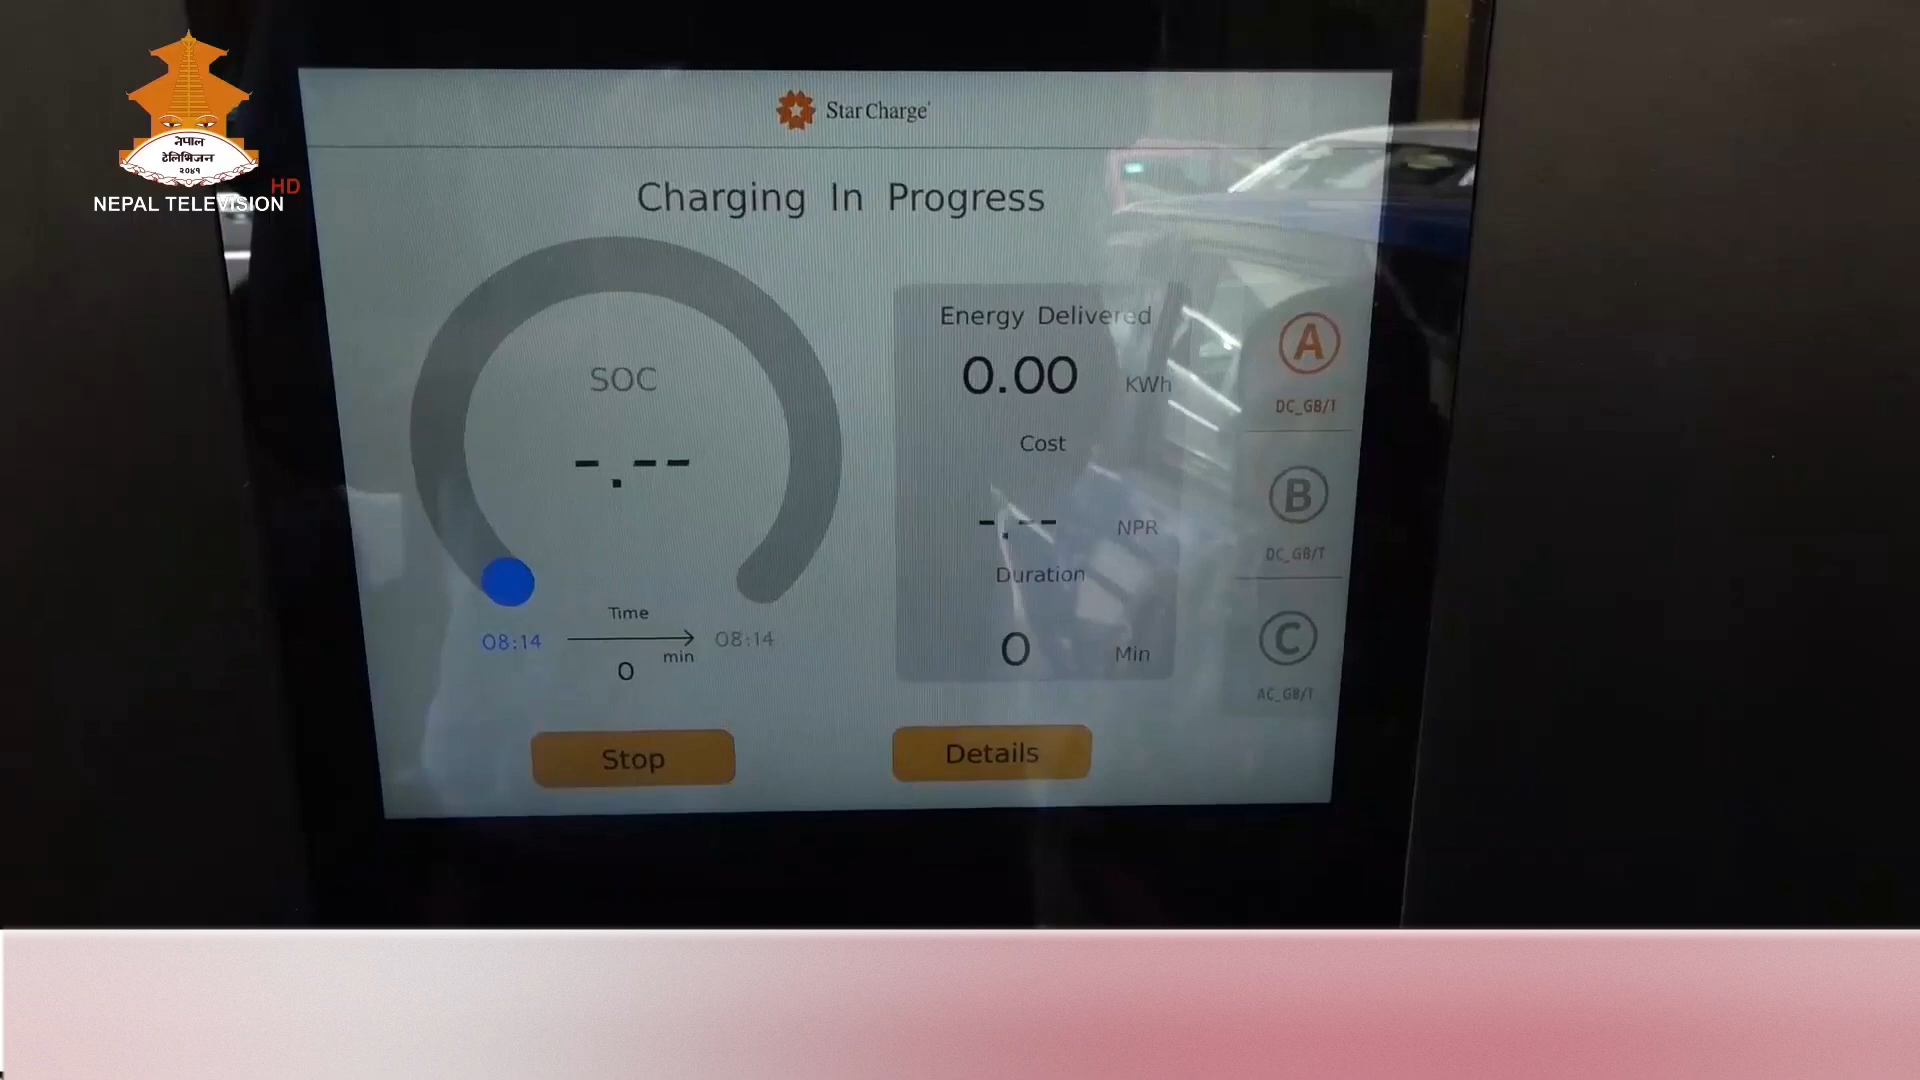 नेपाल
टेलिभिजन
२०४१
HD
NEPAL TELEVISION
Star Charge
Charging In Progress
SOC
-.--
Time
08:14
08:14
min
0
Energy Delivered
0.00 KWh
Cost
-.-- NPR
Duration
0 Min
A
DC_GB/T
B
DC_GB/T
C
AC_GB/T
Stop
Details